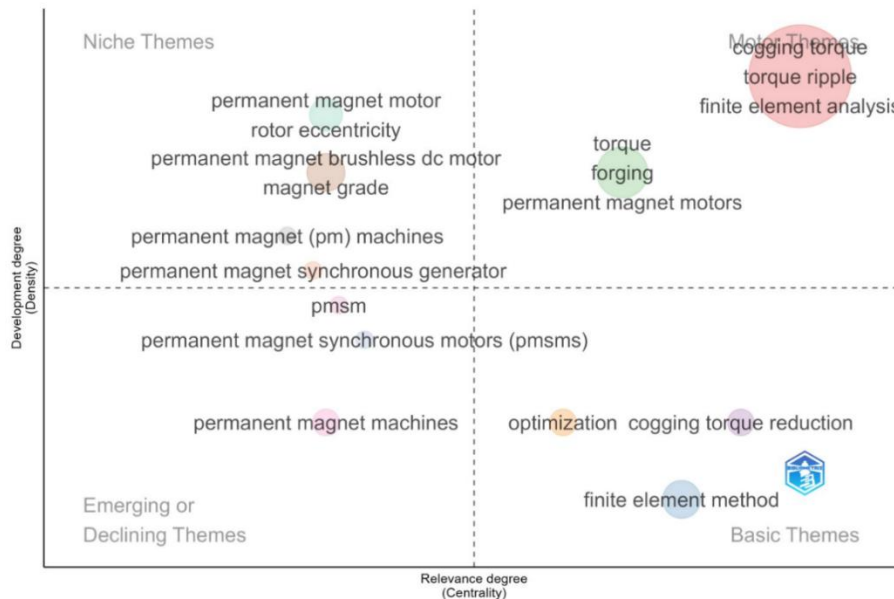 Niche Themes
Motor Themes
cogging torque
torque ripple
finite element analysis
permanent magnet motor
rotor eccentricity
torque
permanent magnet brushless dc motor
forging
magnet grade
permanent magnet motors
permanent magnet (pm) machines
permanent magnet synchronous generator
Development degree
(Density)
pmsm
permanent magnet synchronous motors (pmsms)
permanent magnet machines
optimization
cogging torque reduction
finite element method
Emerging or
Declining Themes
Basic Themes
Relevance degree
(Centrality)